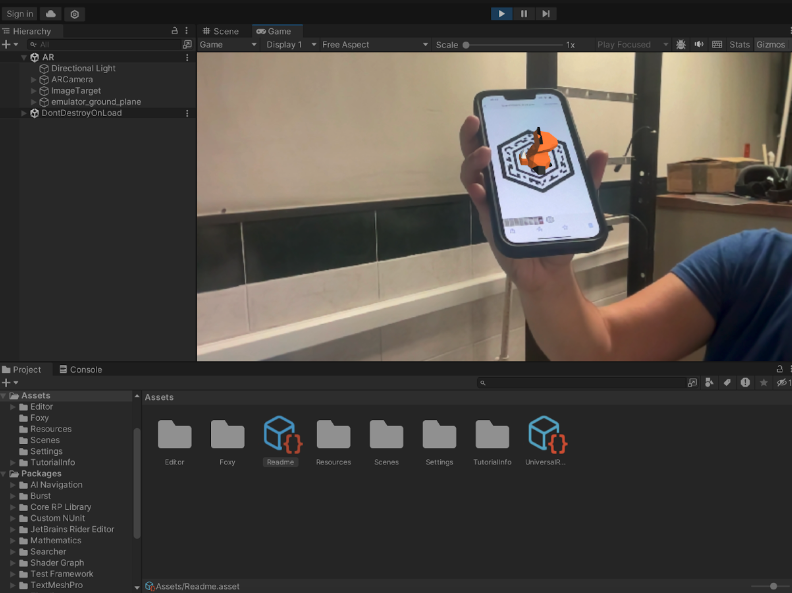 Sign in
Hierarchy
All
AR
Directional Light
ARCamera
ImageTarget
emulator_ground_plane
DontDestroyOnLoad
Scene
Game
Game
Display 1
Free Aspect
Scale
1x
Play Focused
Stats
Gizmos
Project
Console
Assets
Editor
Foxy
Resources
Scenes
Settings
TutorialInfo
Packages
AI Navigation
Burst
Core RP Library
Custom NUnit
JetBrains Rider Editor
Mathematics
Searcher
Shader Graph
Test Framework
TextMeshPro
Assets
Editor
Foxy
Readme
Resources
Scenes
Settings
TutorialInfo
UniversalR...
Assets/Readme.asset